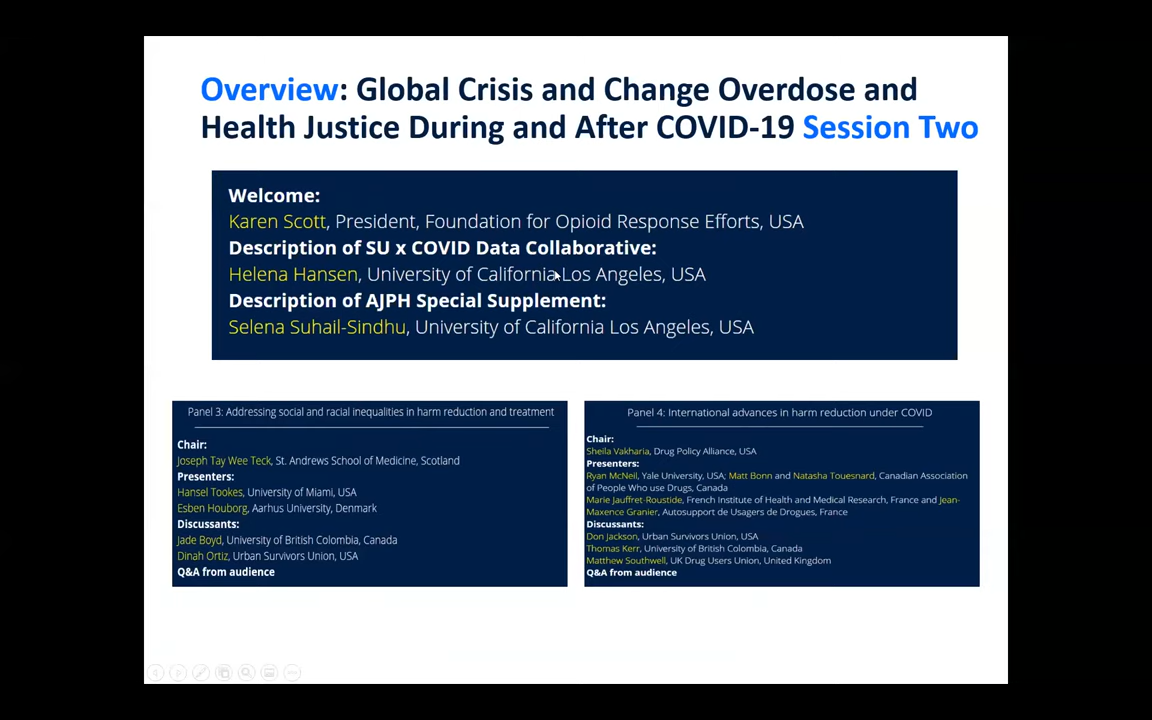 Overview: Global Crisis and Change Overdose and
Health Justice During and After COVID-19 Session Two
Welcome:
Karen Scott, President, Foundation for Opioid Response Efforts, USA
Description of SU x COVID Data Collaborative:
Helena Hansen, University of California Los Angeles, USA
Description of AJPH Special Supplement:
Selena Suhail-Sindhu, University of California Los Angeles, USA
Panel 3: Addressing social and racial inequalities in harm reduction and treatment
Chair:
Joseph Tay Wee Teck, St. Andrews School of Medicine, Scotland
Presenters:
Hansel Tookes, University of Miami, USA
Esben Houborg, Aarhus University, Denmark
Discussants:
Jade Boyd, University of British Colombia, Canada
Dinah Ortiz, Urban Survivors Union, USA
Q&A from audience
Panel 4: International advances in harm reduction under COVID
Chair:
Sheila Vakharia, Drug Policy Alliance, USA
Presenters:
Ryan McNeil, Yale University, USA; Matt Bonn and Natasha Touesnard, Canadian Association
of People Who use Drugs, Canada
Marie Jauffret-Roustide, French Institute of Health and Medical Research, France and Jean-
Maxence Granier, Autosupport de Usagers de Drogues, France
Discussants:
Don Jackson, Urban Survivors Union, USA
Thomas Kerr, University of British Colombia, Canada
Matthew Southwell, UK Drug Users Union, United Kingdom
Q&A from audience